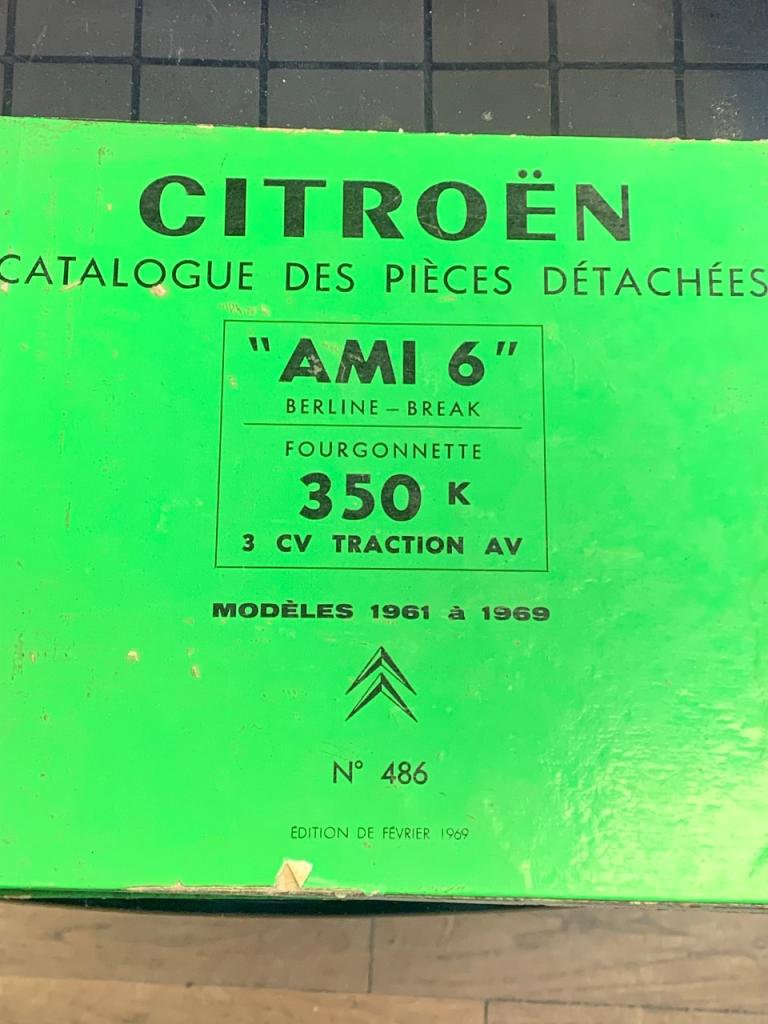 CITROËN
CATALOGUE DES PIÈCES DÉTACHÉES
"AMI 6"
BERLINE – BREAK
FOURGONNETTE
350 K
3 CV TRACTION AV
MODÈLES 1961 à 1969
N° 486
ÉDITION DE FÉVRIER 1969